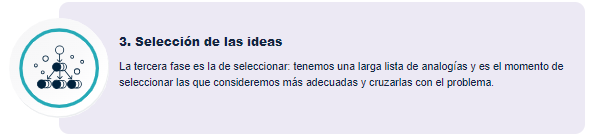 3. Selección de las ideas
La tercera fase es la de seleccionar: tenemos una larga lista de analogías y es el momento de
seleccionar las que consideremos más adecuadas y cruzarlas con el problema.